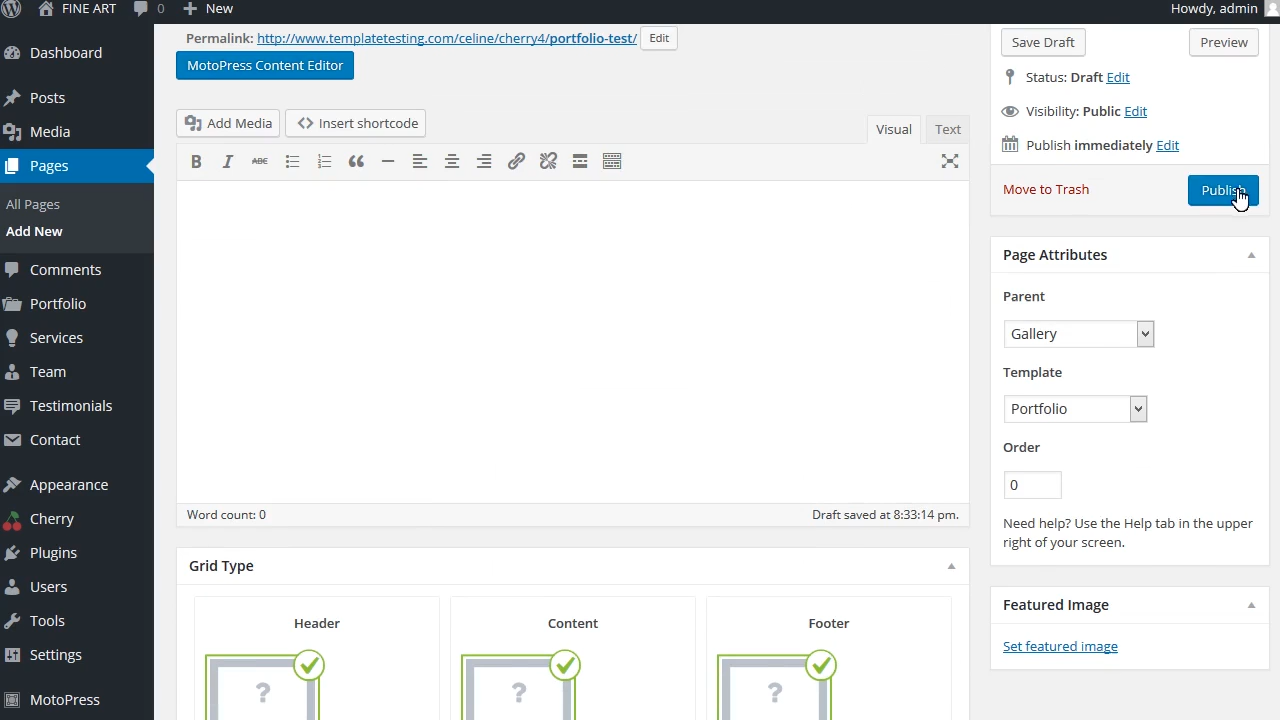 FINE ART
0
New
Howdy, admin
Dashboard
Posts
Media
Pages
All Pages
Add New
Comments
Portfolio
Services
Team
Testimonials
Contact
Appearance
Cherry
Plugins
Users
Tools
Settings
MotoPress
Permalink: http://www.templatetesting.com/celine/cherry4/portfolio-test/ Edit
MotoPress Content Editor
Add Media
Insert shortcode
Visual
Text
B I ABC
Word count: 0
Draft saved at 8:33:14 pm.
Grid Type
Header
Content
Footer
?
?
?
Save Draft
Preview
Status: Draft Edit
Visibility: Public Edit
Publish immediately Edit
Move to Trash
Publish
Page Attributes
Parent
Gallery
Template
Portfolio
Order
0
Need help? Use the Help tab in the upper
right of your screen.
Featured Image
Set featured image